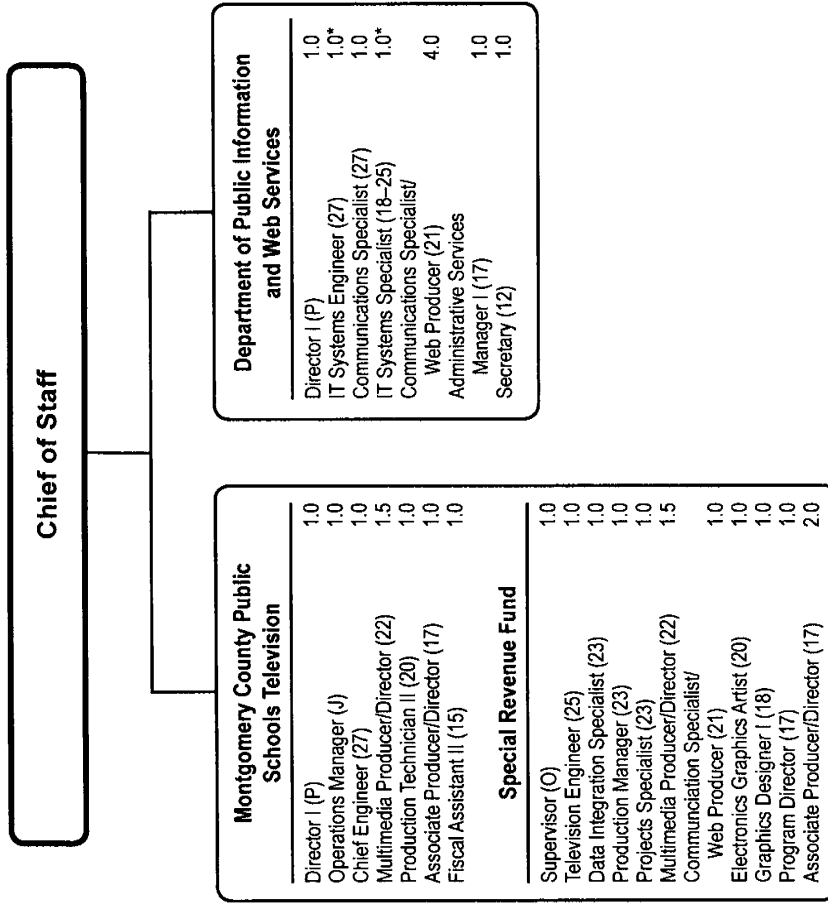 Chief of Staff
Montgomery County Public
Schools Television
Director I (P) 1.0
Operations Manager (J) 1.0
Chief Engineer (27) 1.0
Multimedia Producer/Director (22) 1.5
Production Technician II (20) 1.0
Associate Producer/Director (17) 1.0
Fiscal Assistant II (15) 1.0
Special Revenue Fund
Supervisor (O) 1.0
Television Engineer (25) 1.0
Data Integration Specialist (23) 1.0
Production Manager (23) 1.0
Projects Specialist (23) 1.0
Multimedia Producer/Director (22) 1.5
Communciation Specialist/
Web Producer (21) 1.0
Electronics Graphics Artist (20) 1.0
Graphics Designer I (18) 1.0
Program Director (17) 1.0
Associate Producer/Director (17) 2.0
Department of Public Information
and Web Services
Director I (P) 1.0
IT Systems Engineer (27) 1.0*
Communications Specialist (27) 1.0
IT Systems Specialist (18–25) 1.0*
Communications Specialist/
Web Producer (21) 4.0
Administrative Services
Manager I (17) 1.0
Secretary (12) 1.0